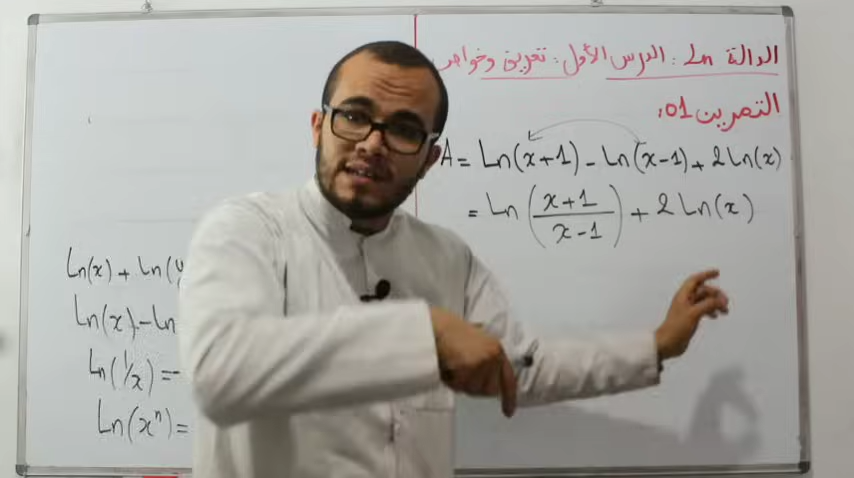 الدالة Ln : الدرس الأول : تعريف وخواص
التمرين 01:
A = Ln(x+1) - Ln(x-1) + 2Ln(x)
= Ln((x+1)/(x-1)) + 2Ln(x)
Ln(x) + Ln(y
Ln(x) - Ln
Ln(1/x) = -
Ln(xⁿ) =